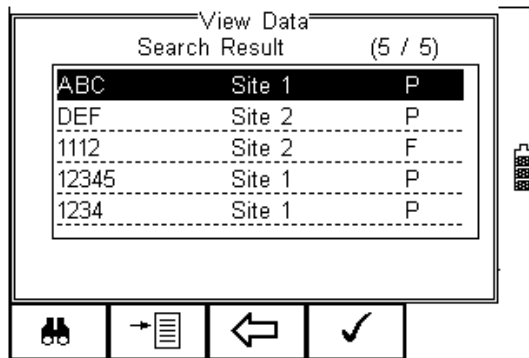 View Data
Search Result (5 / 5)
ABC Site 1 P
DEF Site 2 P
1112 Site 2 F
12345 Site 1 P
1234 Site 1 P